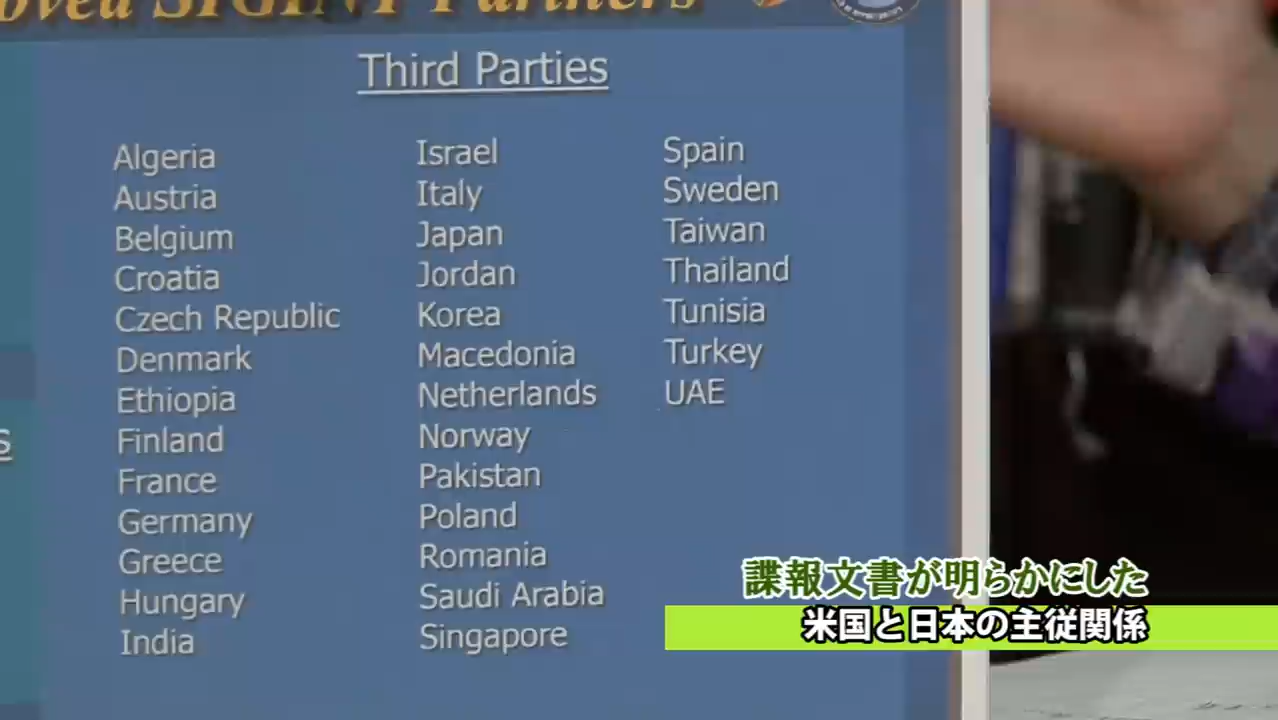 SIGINT Partners
Third Parties
Algeria
Austria
Belgium
Croatia
Czech Republic
Denmark
Ethiopia
Finland
France
Germany
Greece
Hungary
India
Israel
Italy
Japan
Jordan
Korea
Macedonia
Netherlands
Norway
Pakistan
Poland
Romania
Saudi Arabia
Singapore
Spain
Sweden
Taiwan
Thailand
Tunisia
Turkey
UAE
諜報文書が明らかにした
米国と日本の主従関係